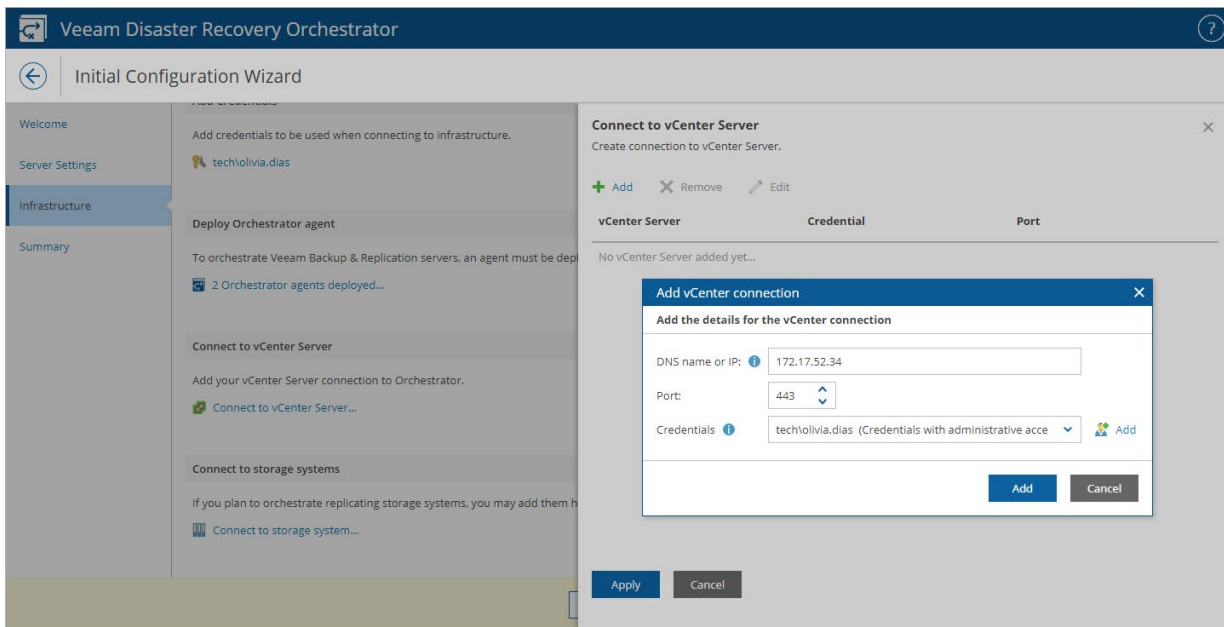 Veeam Disaster Recovery Orchestrator
?
Initial Configuration Wizard
Welcome
Server Settings
Infrastructure
Summary
Add credentials to be used when connecting to infrastructure.
tech\olivia.dias
Deploy Orchestrator agent
To orchestrate Veeam Backup & Replication servers, an agent must be
2 Orchestrator agents deployed...
Connect to vCenter Server
Add your vCenter Server connection to Orchestrator.
Connect to vCenter Server...
Connect to storage systems
If you plan to orchestrate replicating storage systems, you may add them
Connect to storage system...
Connect to vCenter Server
Create connection to vCenter Server.
Add Remove Edit
vCenter Server Credential Port
No vCenter Server added yet...
Add vCenter connection
Add the details for the vCenter connection
DNS name or IP: 172.17.52.34
Port: 443
Credentials tech\olivia.dias (Credentials with administrative acce Add
Add Cancel
Apply Cancel